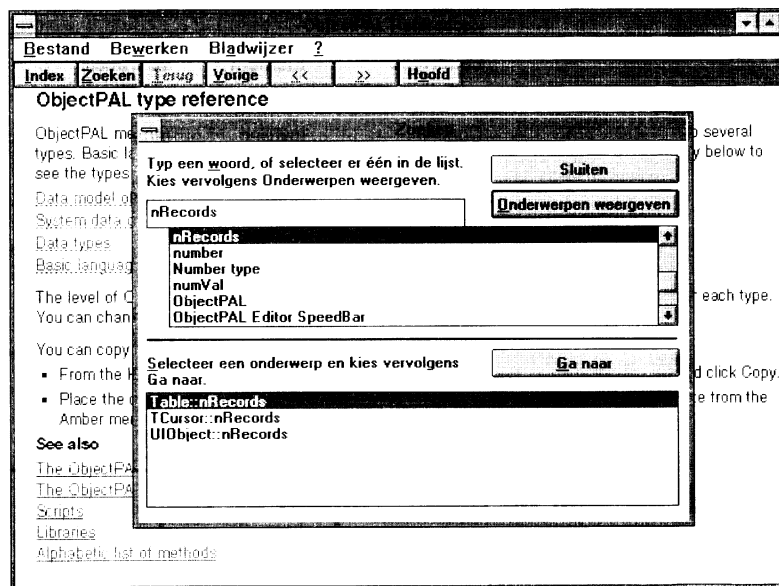 Bestand Bewerken Bladwijzer ?
Index Zoeken Terug Vorige << >> Hoofd
ObjectPAL type reference
ObjectPAL me
several
types. Basic la
y below to
see the types
Data model o
System data o
Data types
Basic languag
The level of O
r each type.
You can chan
You can copy
From the H
d click Copy.
Place the
from the
Amber me
See also
The ObjectPA
The ObjectPA
Scripts
Libraries
Alphabetic list of methods
Zoeken
Typ een woord, of selecteer er één in de lijst.
Kies vervolgens Onderwerpen weergeven.
Sluiten
Onderwerpen weergeven
nRecords
nRecords
number
Number type
numVal
ObjectPAL
ObjectPAL Editor SpeedBar
Selecteer een onderwerp en kies vervolgens
Ga naar.
Ga naar
Table::nRecords
TCursor::nRecords
UIObject::nRecords